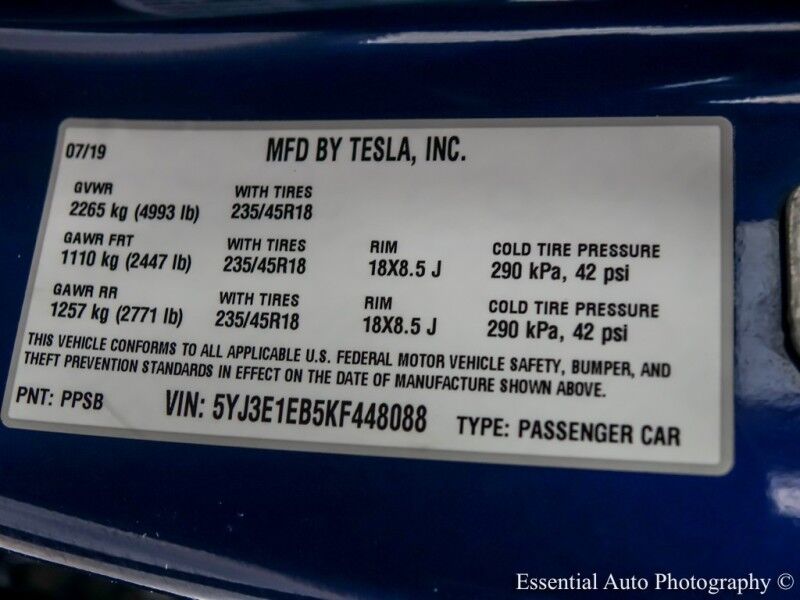 07/19 MFD BY TESLA, INC.
GVWR WITH TIRES
2265 kg (4993 lb) 235/45R18
GAWR FRT WITH TIRES RIM COLD TIRE PRESSURE
1110 kg (2447 lb) 235/45R18 18X8.5 J 290 kPa, 42 psi
GAWR RR WITH TIRES RIM COLD TIRE PRESSURE
1257 kg (2771 lb) 235/45R18 18X8.5 J 290 kPa, 42 psi
THIS VEHICLE CONFORMS TO ALL APPLICABLE U.S. FEDERAL MOTOR VEHICLE SAFETY, BUMPER, AND
THEFT PREVENTION STANDARDS IN EFFECT ON THE DATE OF MANUFACTURE SHOWN ABOVE.
PNT: PPSB VIN: 5YJ3E1EB5KF448088 TYPE: PASSENGER CAR
Essential Auto Photography ©